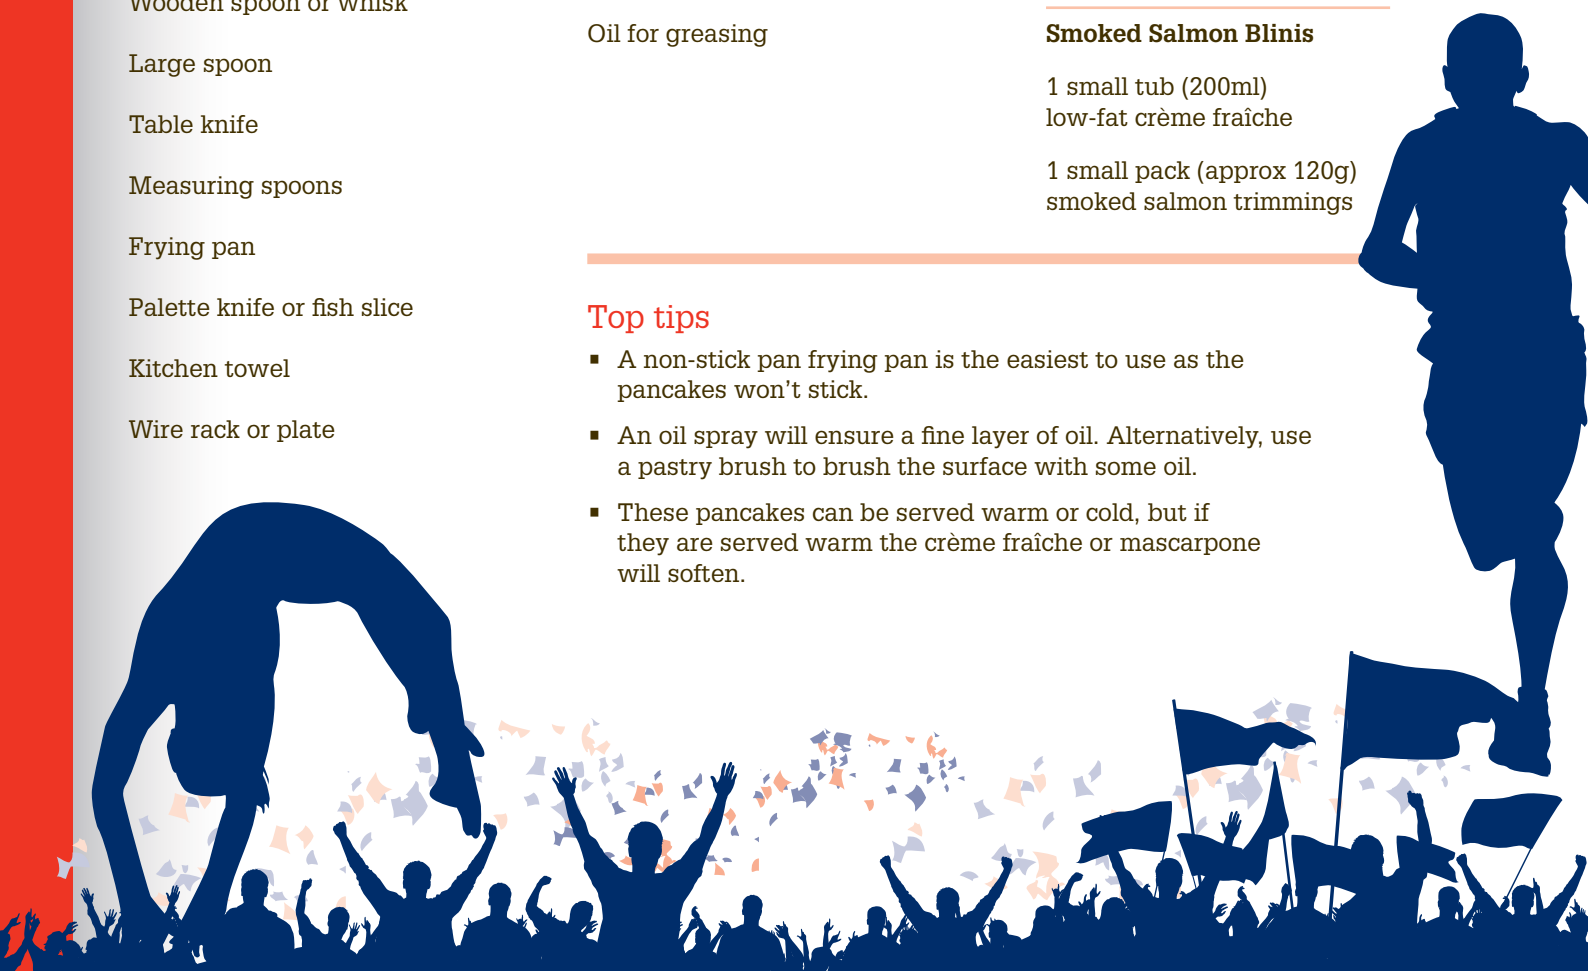 Wooden spoon or whisk
Large spoon
Table knife
Measuring spoons
Frying pan
Palette knife or fish slice
Kitchen towel
Wire rack or plate
Oil for greasing
Smoked Salmon Blinis
1 small tub (200ml)
low-fat crème fraîche
1 small pack (approx 120g)
smoked salmon trimmings
Top tips
▪ A non-stick pan frying pan is the easiest to use as the
pancakes won’t stick.
▪ An oil spray will ensure a fine layer of oil. Alternatively, use
a pastry brush to brush the surface with some oil.
▪ These pancakes can be served warm or cold, but if
they are served warm the crème fraîche or mascarpone
will soften.